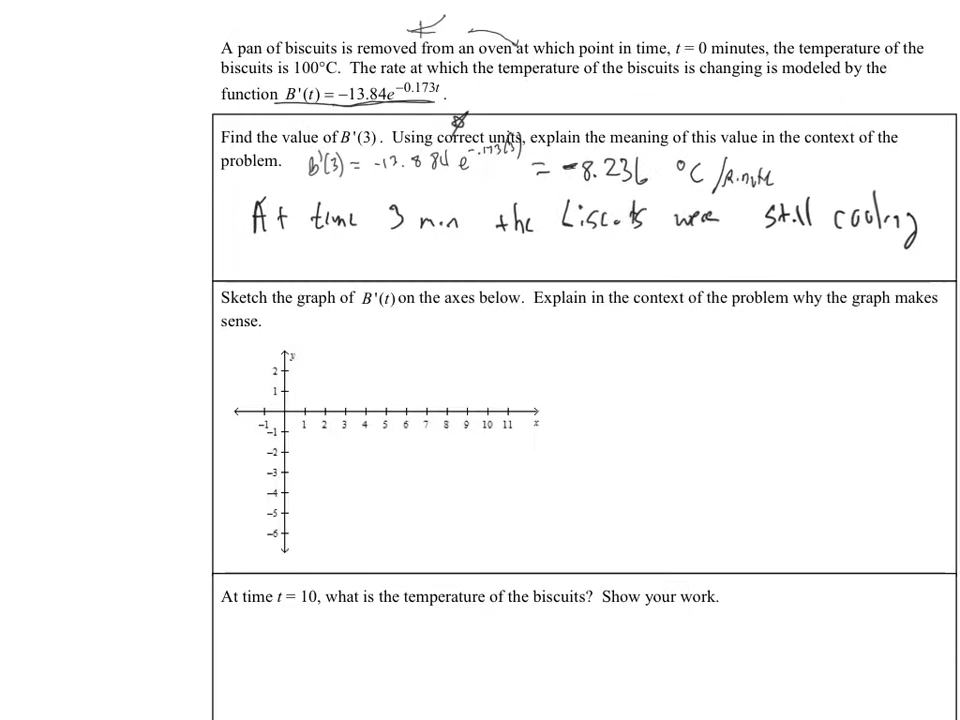 A pan of biscuits is removed from an oven at which point in time, t = 0 minutes, the temperature of the
biscuits is 100°C. The rate at which the temperature of the biscuits is changing is modeled by the
function B'(t) = −13.84e^−0.173t .
Find the value of B'(3). Using correct units, explain the meaning of this value in the context of the
problem. B'(3) = -13.884 e^-.173(3) = -8.236 °C/minute
At time 3 min the biscuits were still cooling
Sketch the graph of B'(t) on the axes below. Explain in the context of the problem why the graph makes
sense.
y
2
1
−1 1 2 3 4 5 6 7 8 9 10 11 x
−1
−2
−3
−4
−5
−6
At time t = 10, what is the temperature of the biscuits? Show your work.